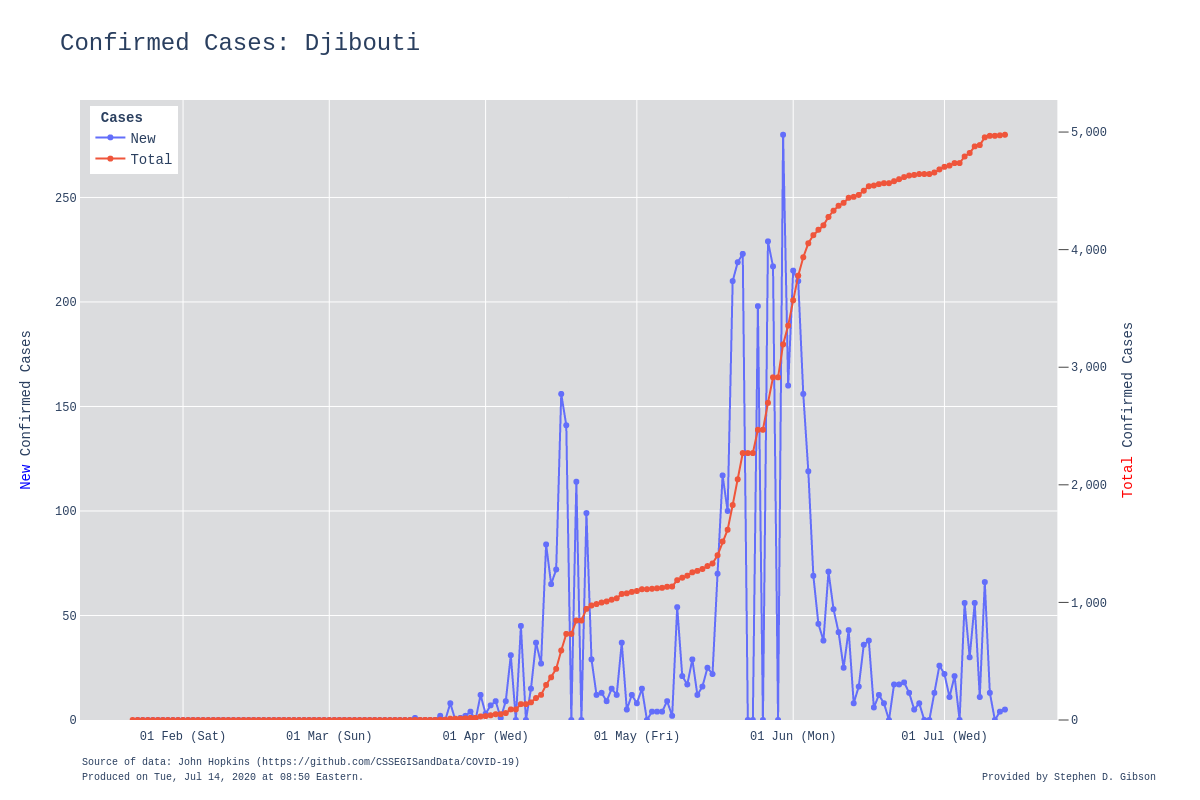 Confirmed Cases: Djibouti
Cases
New
Total
250
200
150
100
50
0
5,000
4,000
3,000
2,000
1,000
0
New Confirmed Cases
Total Confirmed Cases
01 Feb (Sat)
01 Mar (Sun)
01 Apr (Wed)
01 May (Fri)
01 Jun (Mon)
01 Jul (Wed)
Source of data: John Hopkins (https://github.com/CSSEGISandData/COVID-19)
Produced on Tue, Jul 14, 2020 at 08:50 Eastern.
Provided by Stephen D. Gibson